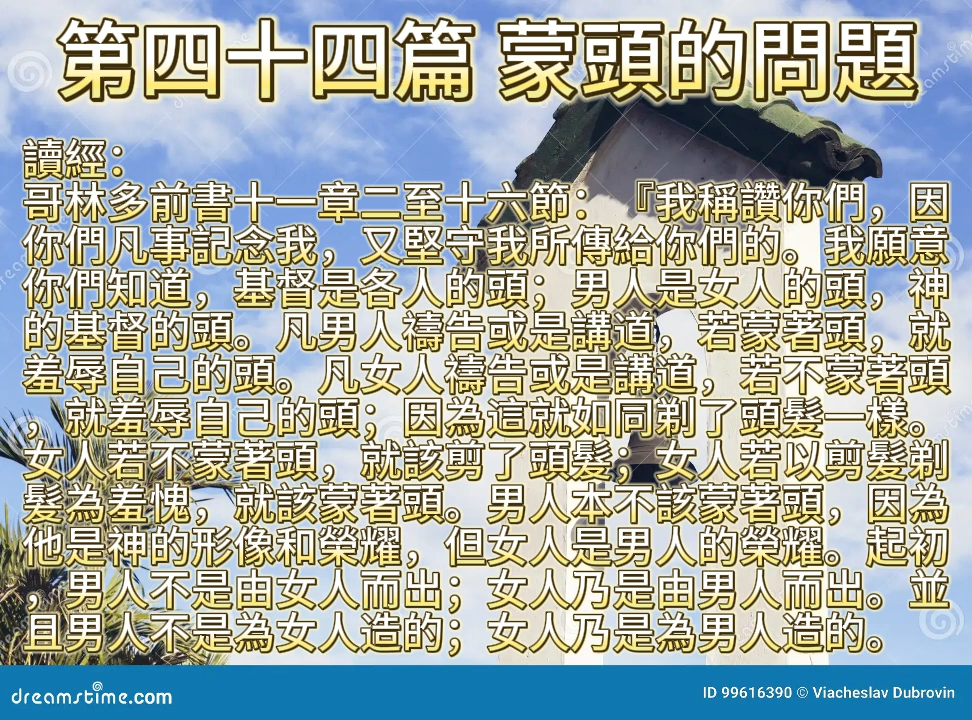 第四十四篇 蒙頭的問題
讀經：
哥林多前書十一章二至十六節：『我稱讚你們，因
你們凡事記念我，又堅守我所傳給你們的。我願意
你們知道，基督是各人的頭；男人是女人的頭，神
的基督的頭。凡男人禱告或是講道，若蒙著頭，就
羞辱自己的頭。凡女人禱告或是講道，若不蒙著頭
，就羞辱自己的頭；因為這就如同剃了頭髮一樣。
女人若不蒙著頭，就該剪了頭髮；女人若以剪髮剃
髮為羞愧，就該蒙著頭。男人本不該蒙著頭，因為
他是神的形像和榮耀，但女人是男人的榮耀。起初
，男人不是由女人而出；女人乃是由男人而出。並
且男人不是為女人造的；女人乃是為男人造的。
dreamstime.com
ID 99616390 © Viacheslav Dubrovin